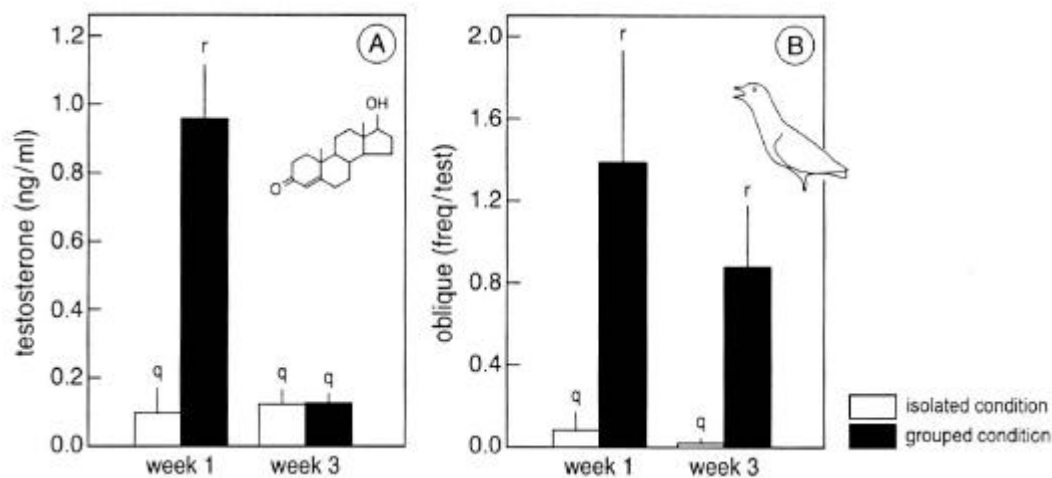 A
1.2
1.0
0.8
0.6
0.4
0.2
0.0
testosterone (ng/ml)
r
OH
O
q
q
q
week 1
week 3
B
2.0
1.6
1.2
0.8
0.4
0.0
oblique (freq/test)
r
r
q
q
week 1
week 3
isolated condition
grouped condition